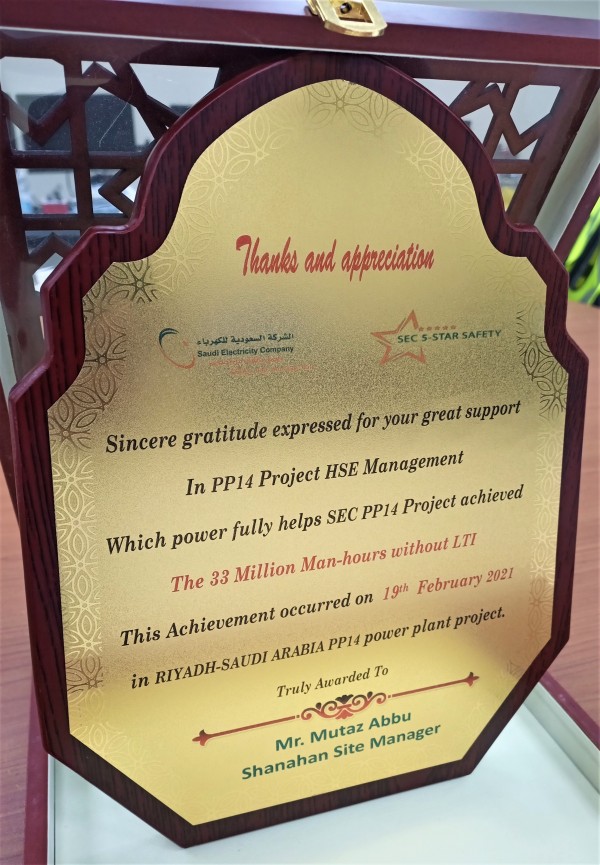 Thanks and appreciation
الشركة السعودية للكهرباء
Saudi Electricity Company
SEC 5-STAR SAFETY
Sincere gratitude expressed for your great support
In PP14 Project HSE Management
Which power fully helps SEC PP14 Project achieved
The 33 Million Man-hours without LTI
This Achievement occurred on 19th February 2021
in RIYADH-SAUDI ARABIA PP14 power plant project.
Truly Awarded To
Mr. Mutaz Abbu
Shanahan Site Manager